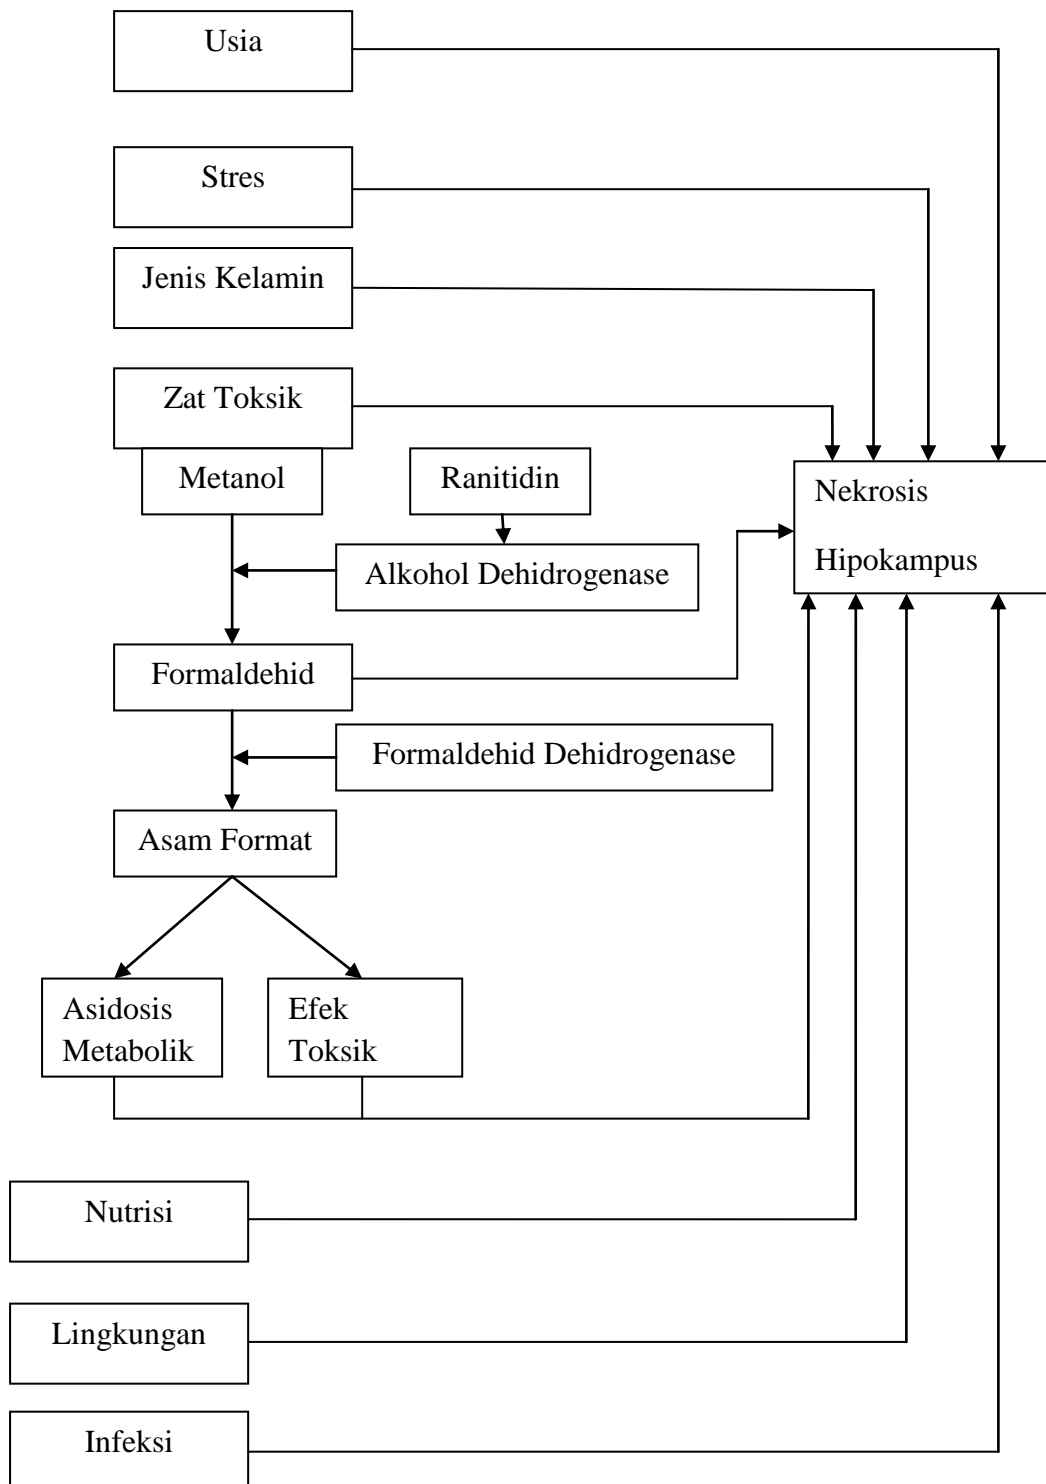 Usia
Stres
Jenis Kelamin
Zat Toksik
Metanol
Ranitidin
Nekrosis
Hipokampus
Alkohol Dehidrogenase
Formaldehid
Formaldehid Dehidrogenase
Asam Format
Asidosis
Metabolik
Efek
Toksik
Nutrisi
Lingkungan
Infeksi